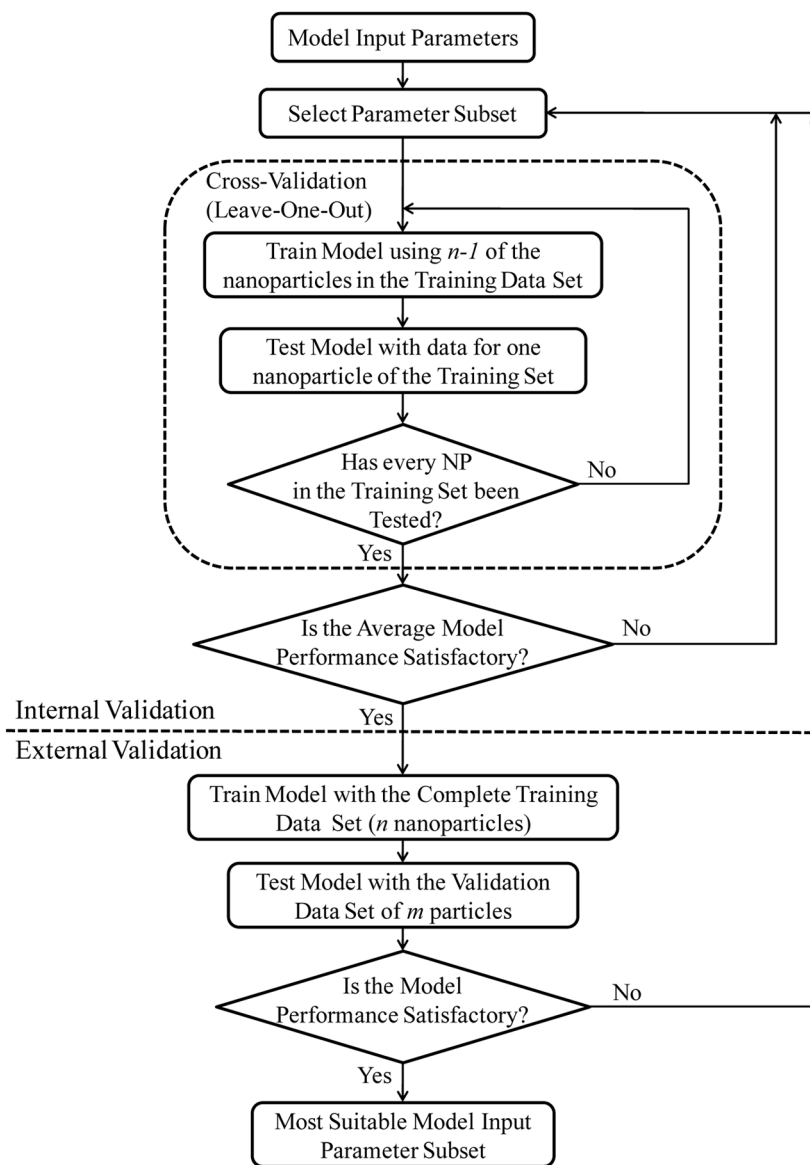 Model Input Parameters
Select Parameter Subset
Cross-Validation
(Leave-One-Out)
Train Model using n-1 of the
nanoparticles in the Training Data Set
Test Model with data for one
nanoparticle of the Training Set
Has every NP
in the Training Set been
Tested?
No
Yes
Is the Average Model
Performance Satisfactory?
No
Yes
Internal Validation
External Validation
Train Model with the Complete Training
Data Set (n nanoparticles)
Test Model with the Validation
Data Set of m particles
Is the Model
Performance Satisfactory?
No
Yes
Most Suitable Model Input
Parameter Subset